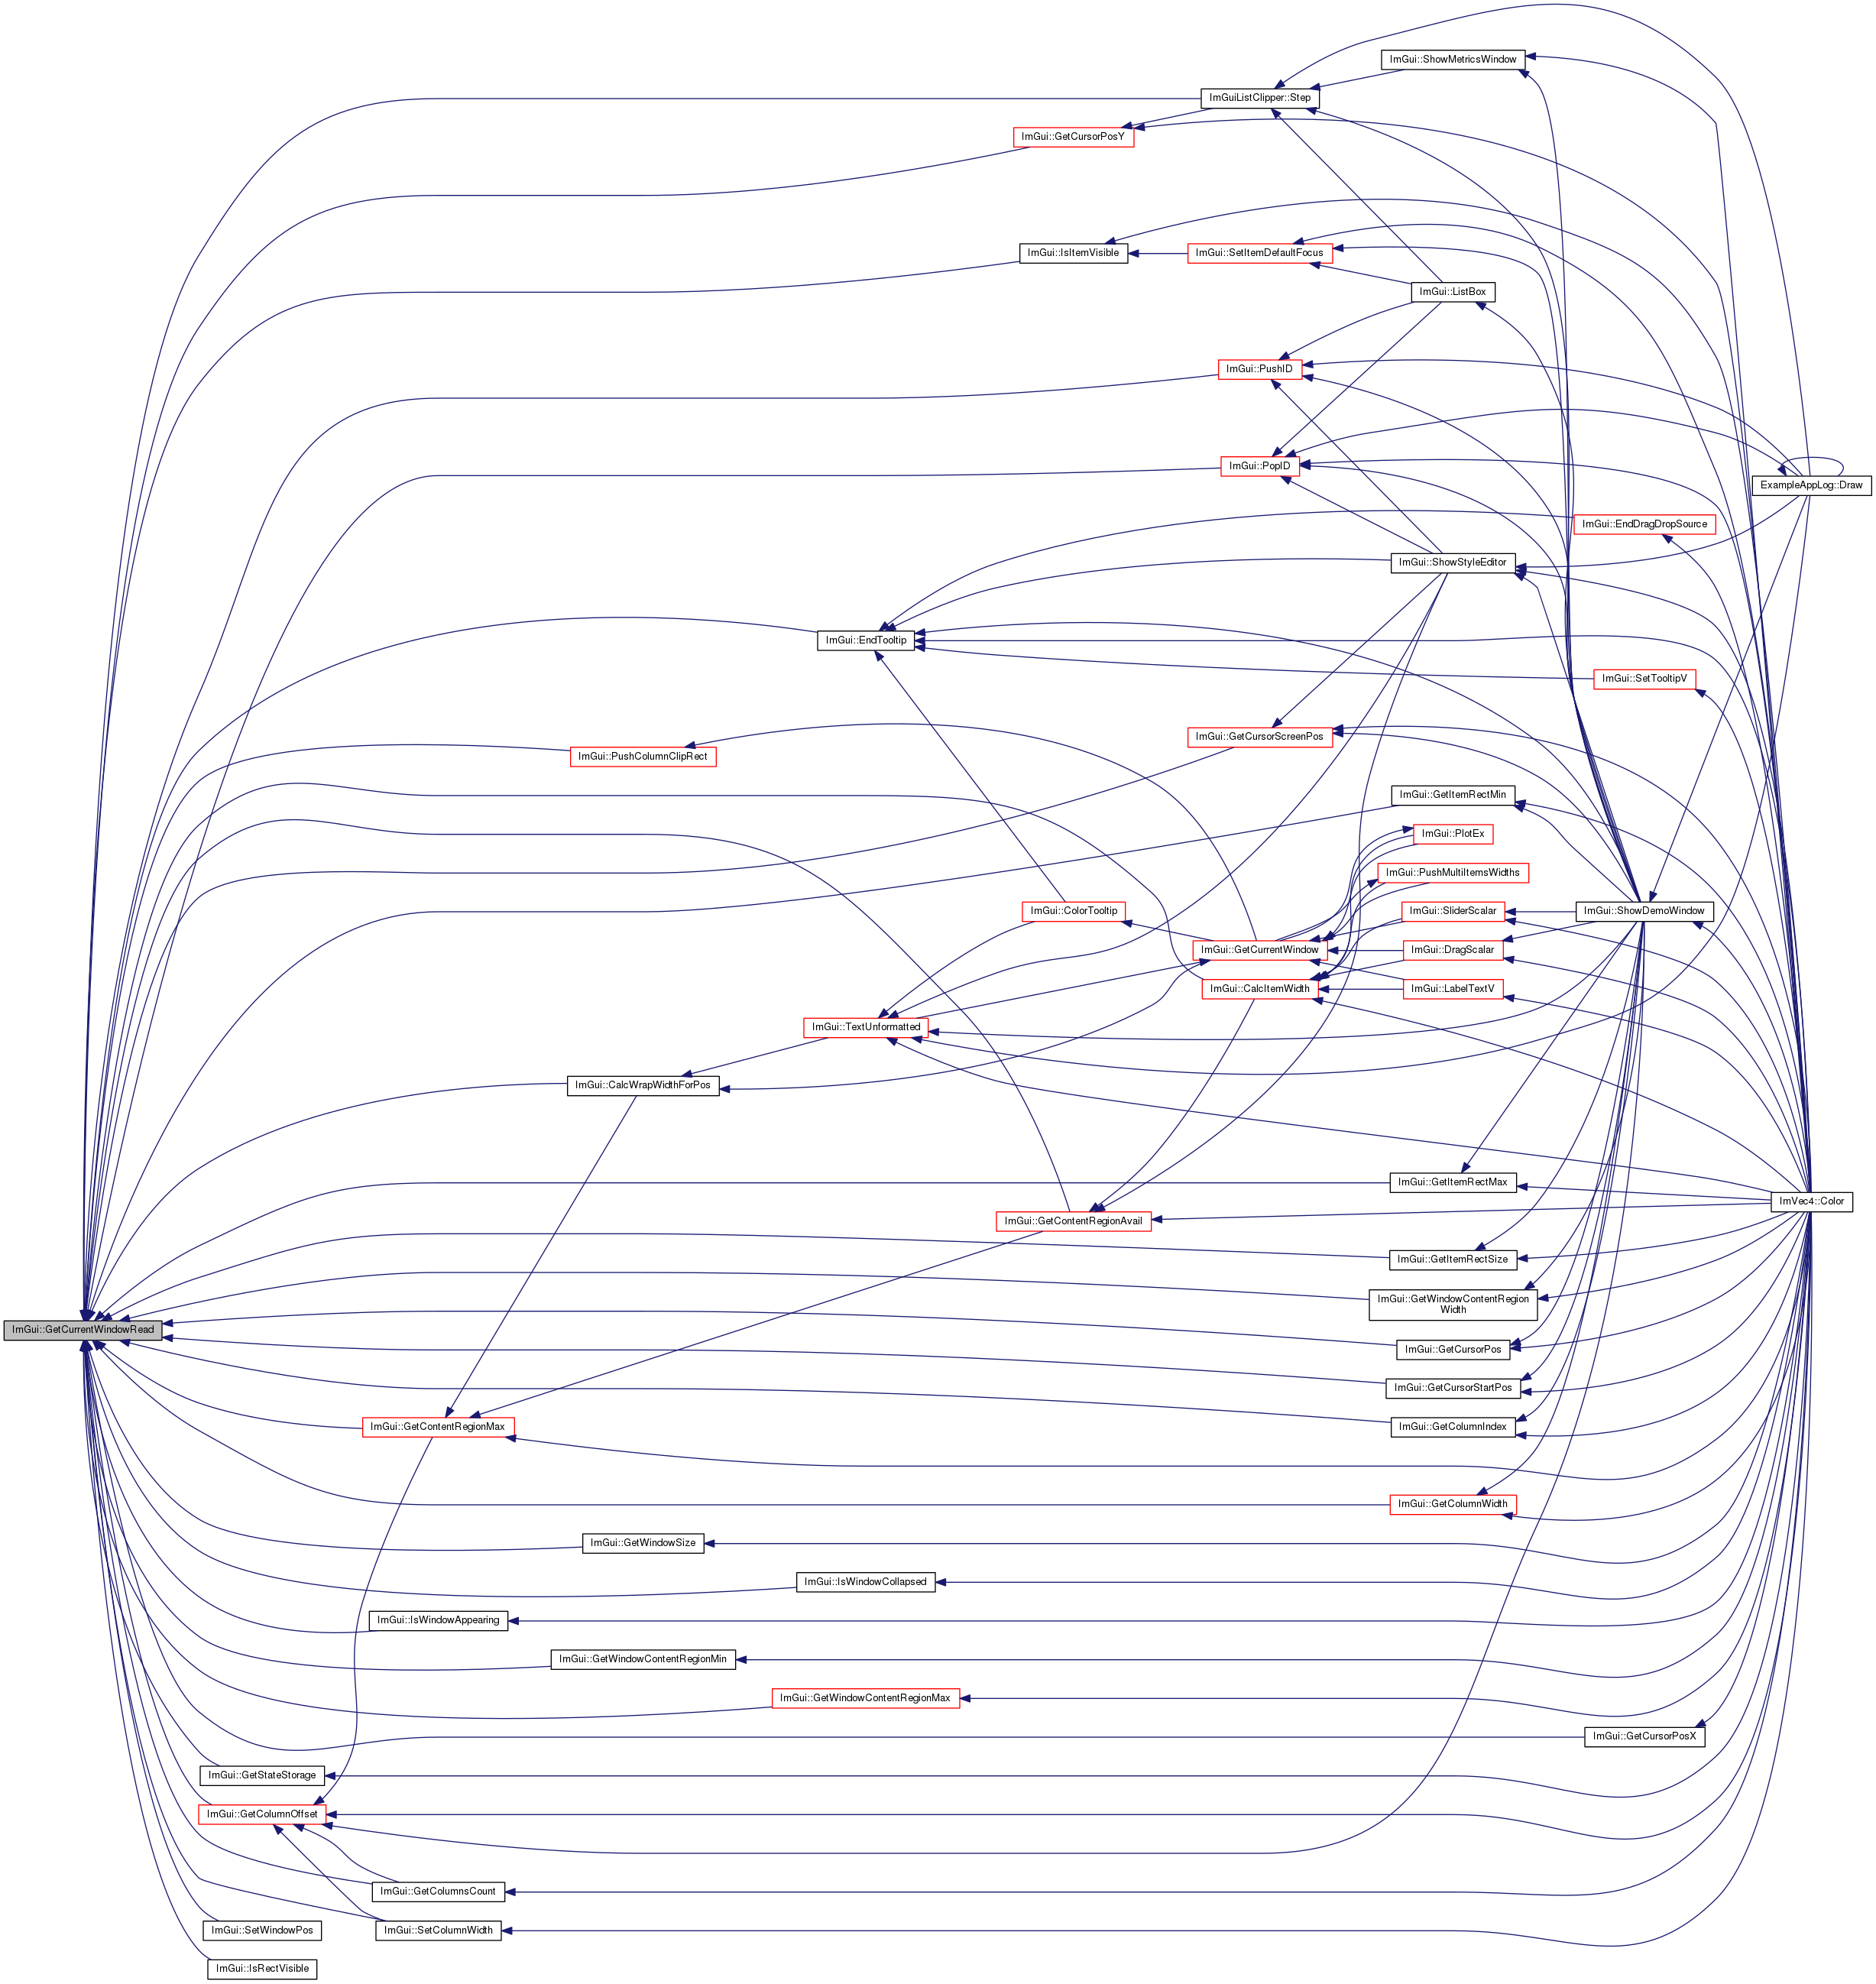 ImGui::ShowMetricsWindow
ImGuiListClipper::Step
ImGui::GetCursorPosY
ImGui::IsItemVisible
ImGui::SetItemDefaultFocus
ImGui::ListBox
ImGui::PushID
ImGui::PopID
ExampleAppLog::Draw
ImGui::EndDragDropSource
ImGui::ShowStyleEditor
ImGui::EndTooltip
ImGui::SetTooltipV
ImGui::GetCursorScreenPos
ImGui::PushColumnClipRect
ImGui::GetItemRectMin
ImGui::PlotEx
ImGui::PushMultiItemsWidths
ImGui::ColorTooltip
ImGui::SliderScalar
ImGui::ShowDemoWindow
ImGui::GetCurrentWindow
ImGui::DragScalar
ImGui::CalcItemWidth
ImGui::LabelTextV
ImGui::TextUnformatted
ImGui::CalcWrapWidthForPos
ImGui::GetItemRectMax
ImVec4::Color
ImGui::GetContentRegionAvail
ImGui::GetItemRectSize
ImGui::GetWindowContentRegion
Width
ImGui::GetCurrentWindowRead
ImGui::GetCursorPos
ImGui::GetCursorStartPos
ImGui::GetContentRegionMax
ImGui::GetColumnIndex
ImGui::GetColumnWidth
ImGui::GetWindowSize
ImGui::IsWindowCollapsed
ImGui::IsWindowAppearing
ImGui::GetWindowContentRegionMin
ImGui::GetWindowContentRegionMax
ImGui::GetCursorPosX
ImGui::GetStateStorage
ImGui::GetColumnOffset
ImGui::GetColumnsCount
ImGui::SetWindowPos
ImGui::SetColumnWidth
ImGui::IsRectVisible